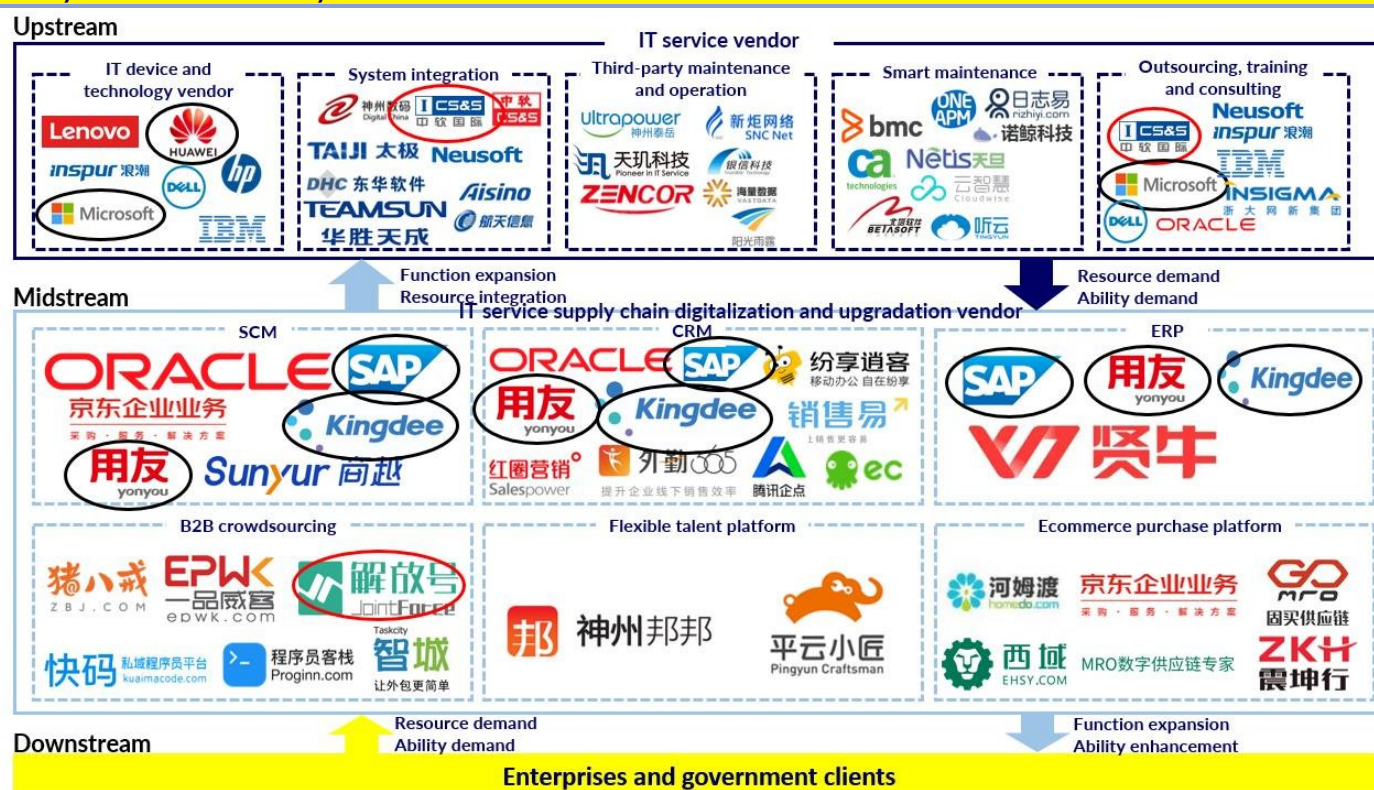 Upstream
IT service vendor
IT device and
technology vendor
Lenovo
HUAWEI
inspur 浪潮
DELL
hp
Microsoft
IBM
System integration
神州数码
Digital China
CS&S
中软国际
中软
CS&S
TAIJI 太极
Neusoft
DHC 东华软件
Aisino
TEAMSUN
华胜天成
航天信息
Third-party maintenance
and operation
Ultrapower
神州泰岳
新炬网络
SNC Net
天玑科技
Pioneer in IT Service
银信科技
ZENCOR
海量数据
VASTDATA
阳光雨露
Smart maintenance
bmc
ONE
APM
日志易
rizhiyi.com
诺鲸科技
ca
technologies
Netis天旦
云智慧
Cloudwise
北塔软件
BETASOFT
听云
TINGYUN
Outsourcing, training
and consulting
CS&S
中软国际
Neusoft
inspur 浪潮
IBM
Microsoft
INSIGMA
浙大网新集团
DELL
ORACLE
Function expansion
Resource integration
Resource demand
Ability demand
Midstream
IT service supply chain digitalization and upgradation vendor
SCM
ORACLE
SAP
京东企业业务
采购·服务·解决方案
Kingdee
用友
yonyou
Sunyur 商越
CRM
ORACLE
SAP
纷享逍客
移动办公 自在纷享
用友
yonyou
Kingdee
销售易
上销售更容易
红圈营销
Salespower
外勤365
提升企业线下销售效率
腾讯企点
ec
ERP
SAP
用友
yonyou
Kingdee
贤牛
B2B crowdsourcing
猪八戒
ZBJ.COM
EPWK
一品威客
epwk.com
解放号
JointForce
快码
私域程序员平台
kuaimacode.com
程序员客栈
Proginn.com
Taskcity
智城
让外包更简单
Flexible talent platform
邦
神州邦邦
平云小匠
Pingyun Craftsman
Ecommerce purchase platform
河姆渡
homedo.com
京东企业业务
采购·服务·解决方案
MRO
固买供应链
西域
EHSY.COM
MRO数字供应链专家
ZKH
震坤行
Resource demand
Ability demand
Function expansion
Ability enhancement
Downstream
Enterprises and government clients